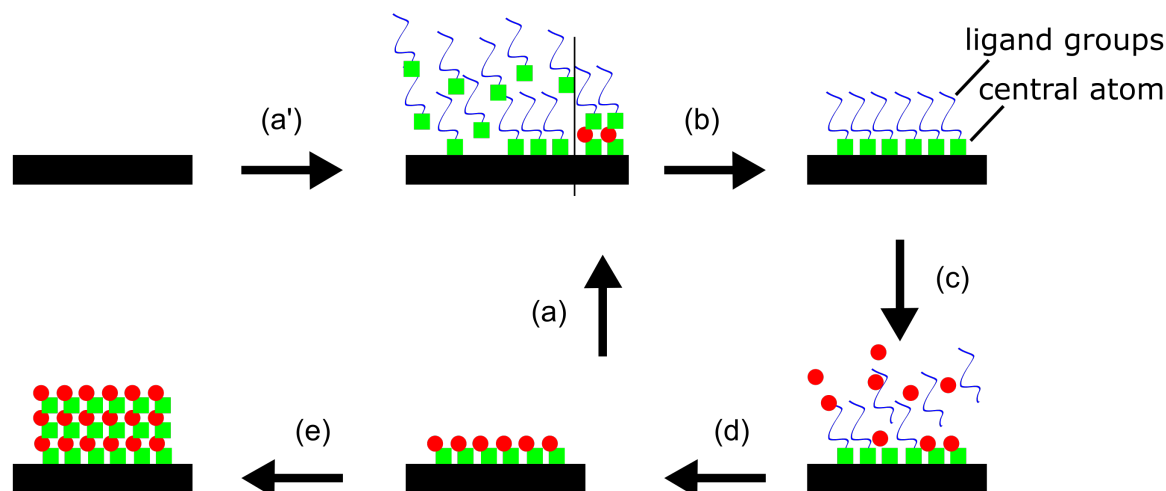 ligand groups
central atom
(a')
(b)
(c)
(a)
(d)
(e)